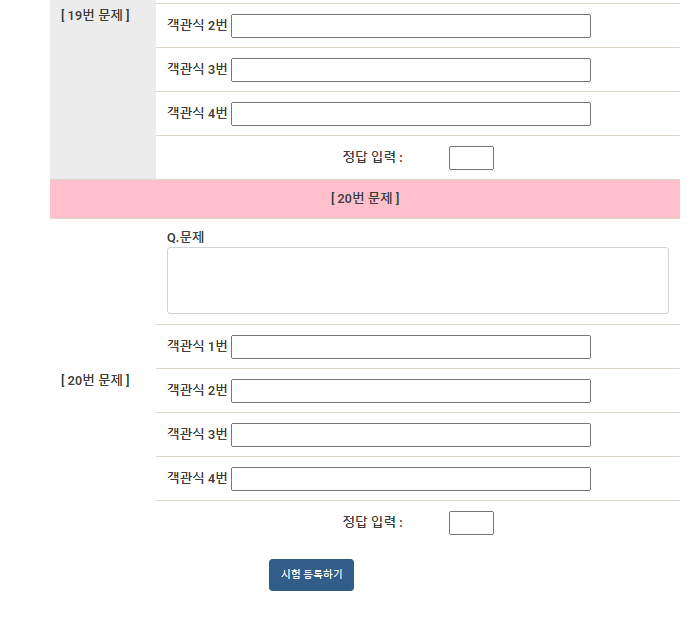 [ 19번 문제 ]
객관식 2번
객관식 3번
객관식 4번
정답 입력 :
[ 20번 문제 ]
Q.문제
객관식 1번
[ 20번 문제 ]
객관식 2번
객관식 3번
객관식 4번
정답 입력 :
시험 등록하기